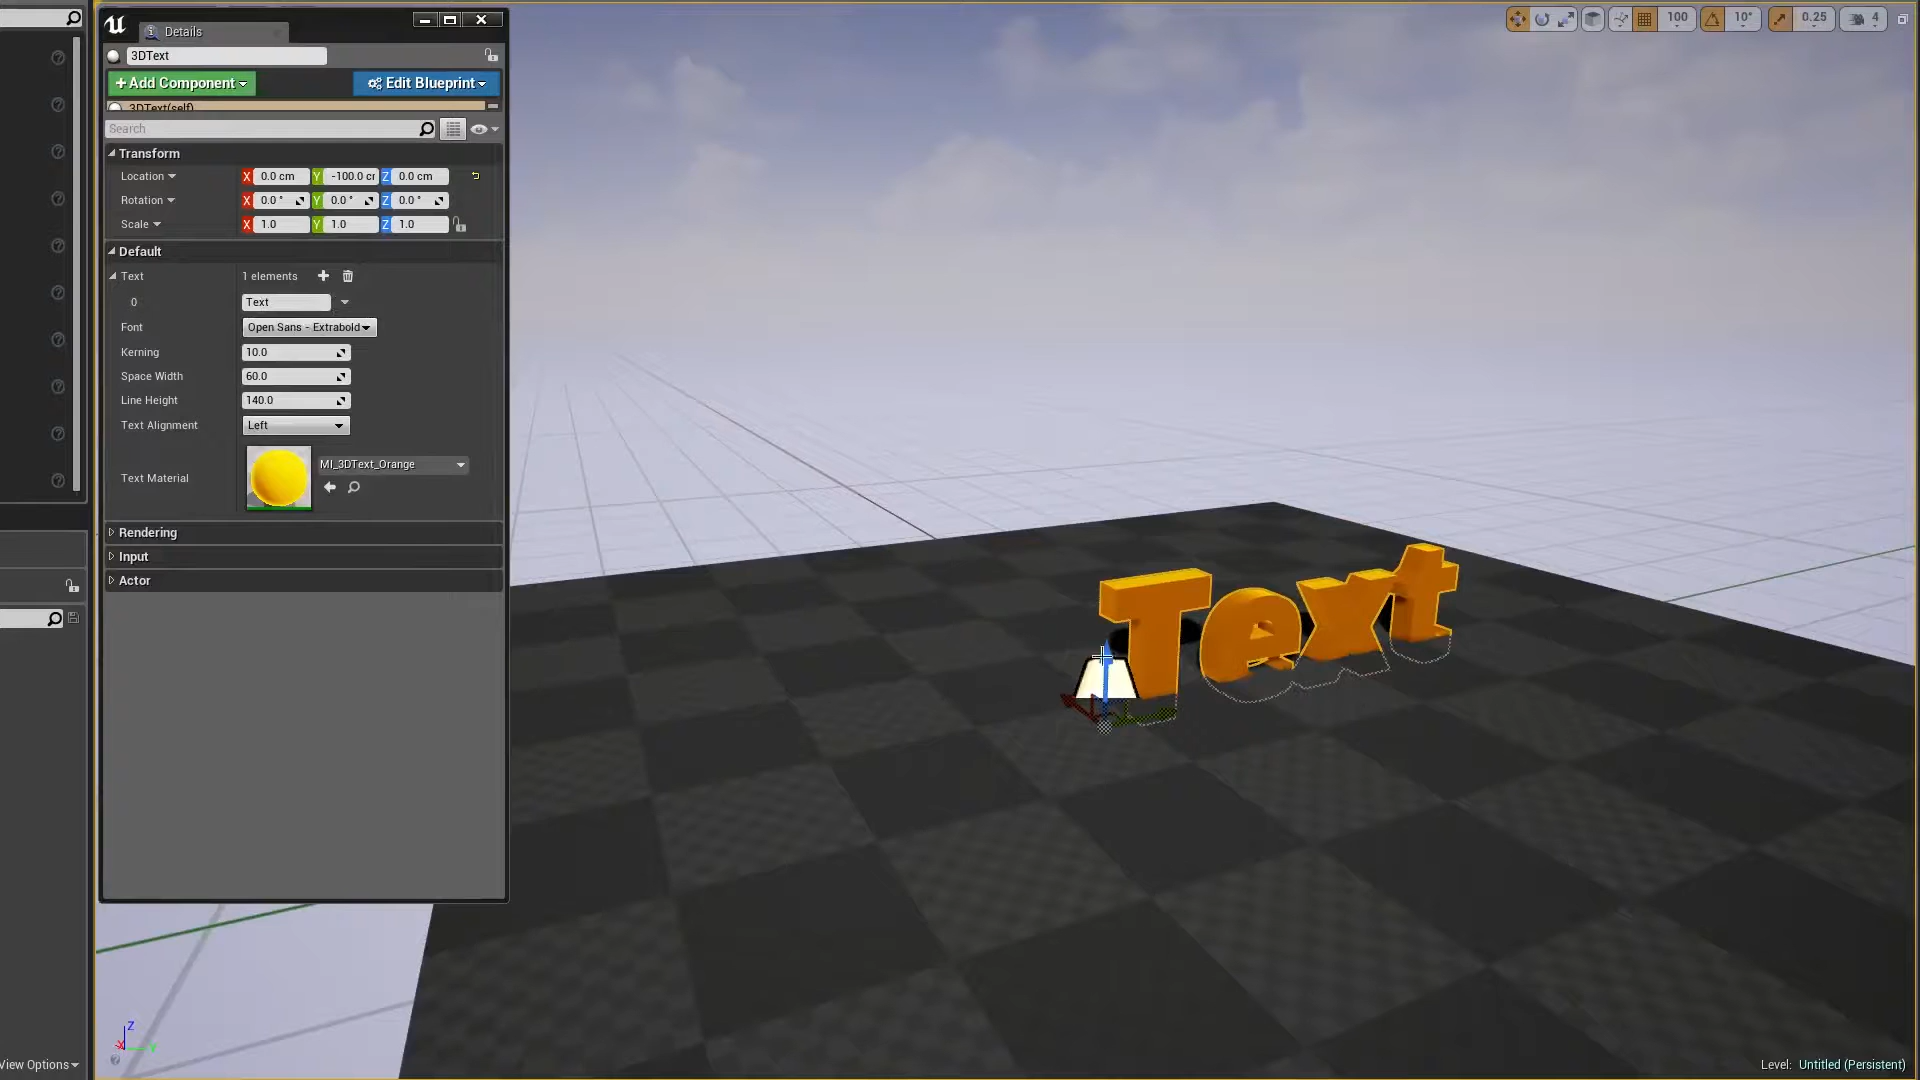 Details
100
10°
0.25
4
3DText
+ Add Component
Edit Blueprint
3DText(self)
Search
Transform
Location
X 0.0 cm Y -100.0 cr Z 0.0 cm
Rotation
X 0.0 ° Y 0.0 ° Z 0.0 °
Scale
X 1.0 Y 1.0 Z 1.0
Default
Text 1 elements
0 Text
Font Open Sans - Extrabold
Kerning 10.0
Space Width 60.0
Line Height 140.0
Text Alignment Left
Text Material MI_3DText_Orange
Rendering
Input
Actor
Text
Z
X Y
View Options
Level: Untitled (Persistent)